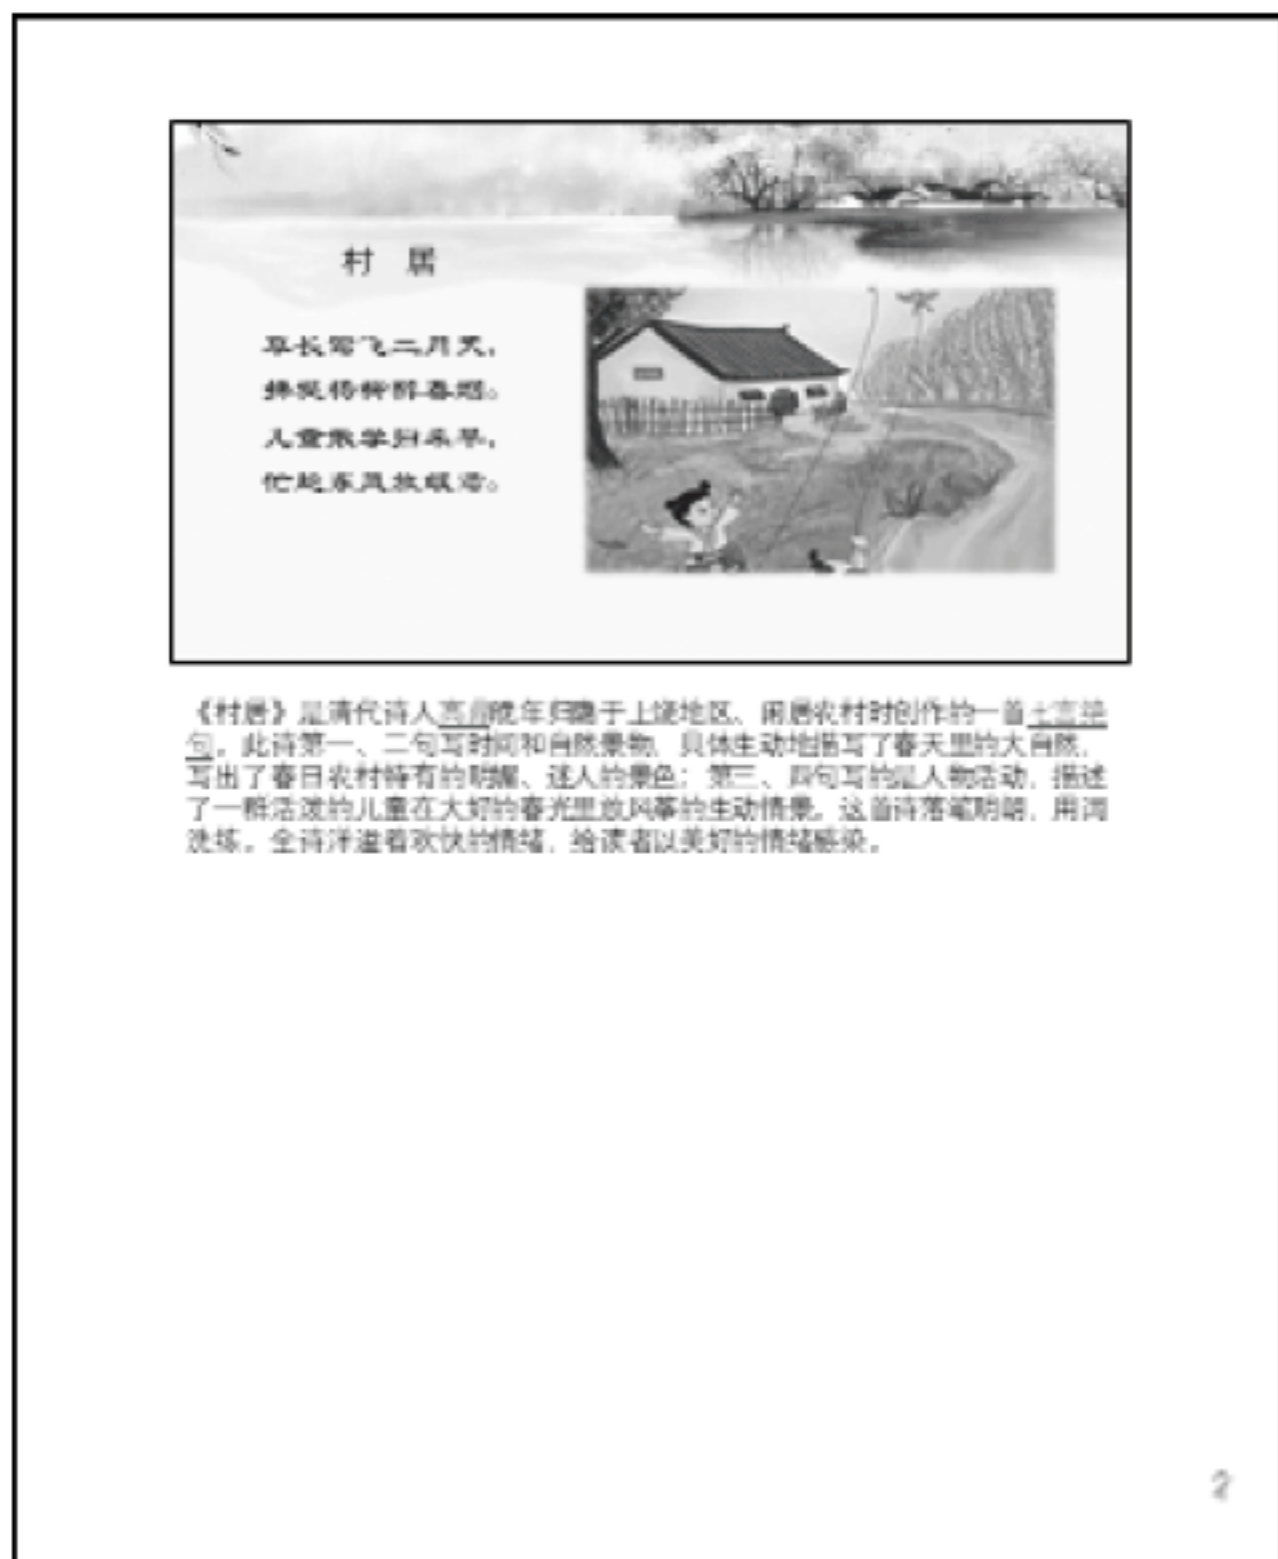 村 居
草长莺飞二月天，
拂堤杨柳醉春烟。
儿童散学归来早，
忙趁东风放纸鸢。
《村居》是清代诗人高鼎晚年归隐于上饶地区、闲居农村时创作的一首七言绝
句。此诗第一、二句写时间和自然景物，具体生动地描写了春天里的大自然，
写出了春日农村特有的明媚、迷人的景色；第三、四句写的是人物活动，描述
了一群活泼的儿童在大好的春光里放风筝的生动情景。这首诗落笔明朗，用词
洗练。全诗洋溢着欢快的情绪，给读者以美好的情绪感染。
2